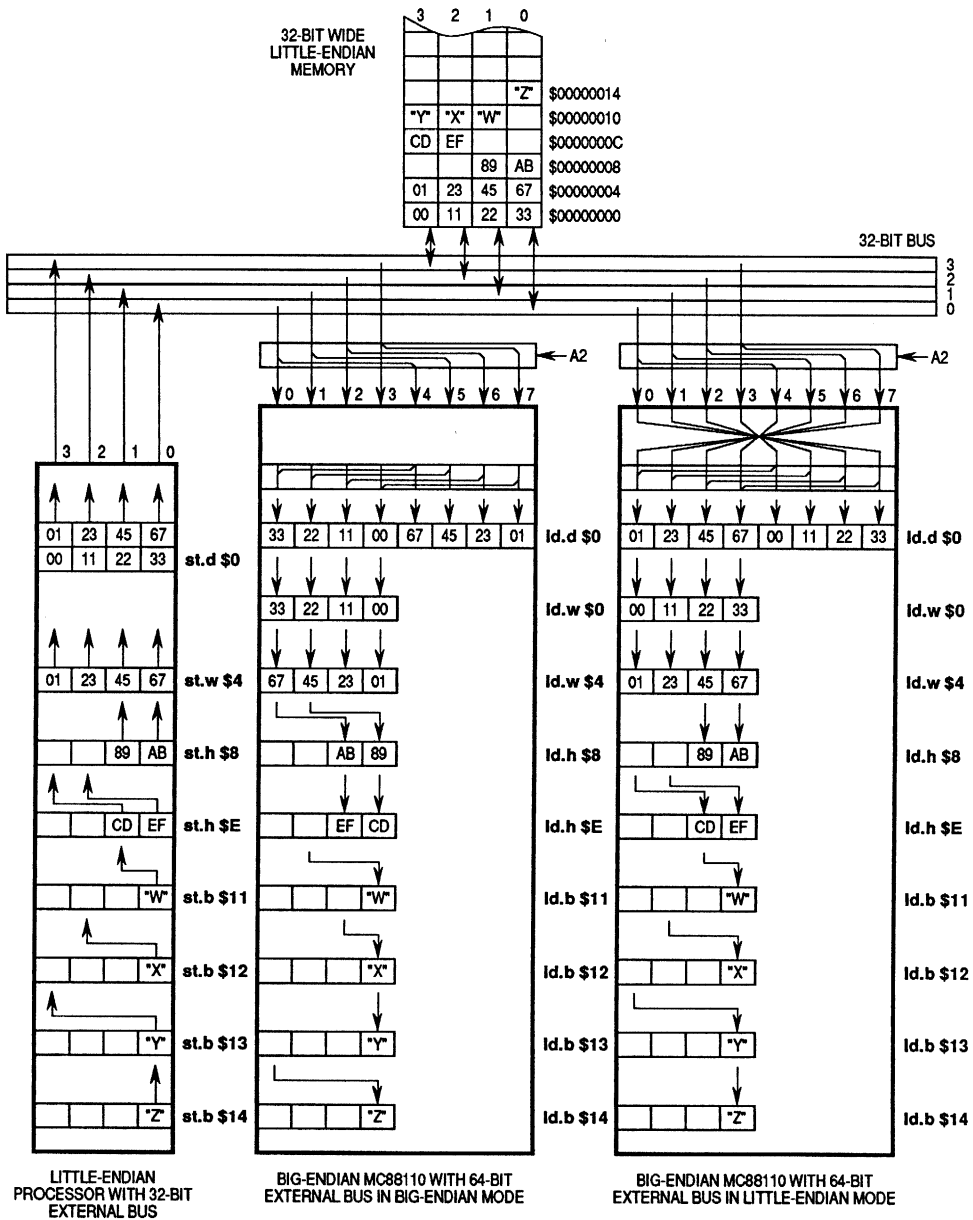 3 2 1 0
32-BIT WIDE
LITTLE-ENDIAN
MEMORY
"Z" $00000014
"Y" "X" "W" $00000010
CD EF $0000000C
89 AB $00000008
01 23 45 67 $00000004
00 11 22 33 $00000000
32-BIT BUS
3
2
1
0
A2 A2
0 1 2 3 4 5 6 7 0 1 2 3 4 5 6 7
3 2 1 0
01 23 45 67 33 22 11 00 67 45 23 01 ld.d $0 01 23 45 67 00 11 22 33 ld.d $0
00 11 22 33 st.d $0
33 22 11 00 ld.w $0 00 11 22 33 ld.w $0
01 23 45 67 st.w $4 67 45 23 01 ld.w $4 01 23 45 67 ld.w $4
89 AB st.h $8 AB 89 ld.h $8 89 AB ld.h $8
CD EF st.h $E EF CD ld.h $E CD EF ld.h $E
"W" st.b $11 "W" ld.b $11 "W" ld.b $11
"X" st.b $12 "X" ld.b $12 "X" ld.b $12
"Y" st.b $13 "Y" ld.b $13 "Y" ld.b $13
"Z" st.b $14 "Z" ld.b $14 "Z" ld.b $14
LITTLE-ENDIAN
PROCESSOR WITH 32-BIT
EXTERNAL BUS
BIG-ENDIAN MC88110 WITH 64-BIT
EXTERNAL BUS IN BIG-ENDIAN MODE
BIG-ENDIAN MC88110 WITH 64-BIT
EXTERNAL BUS IN LITTLE-ENDIAN MODE